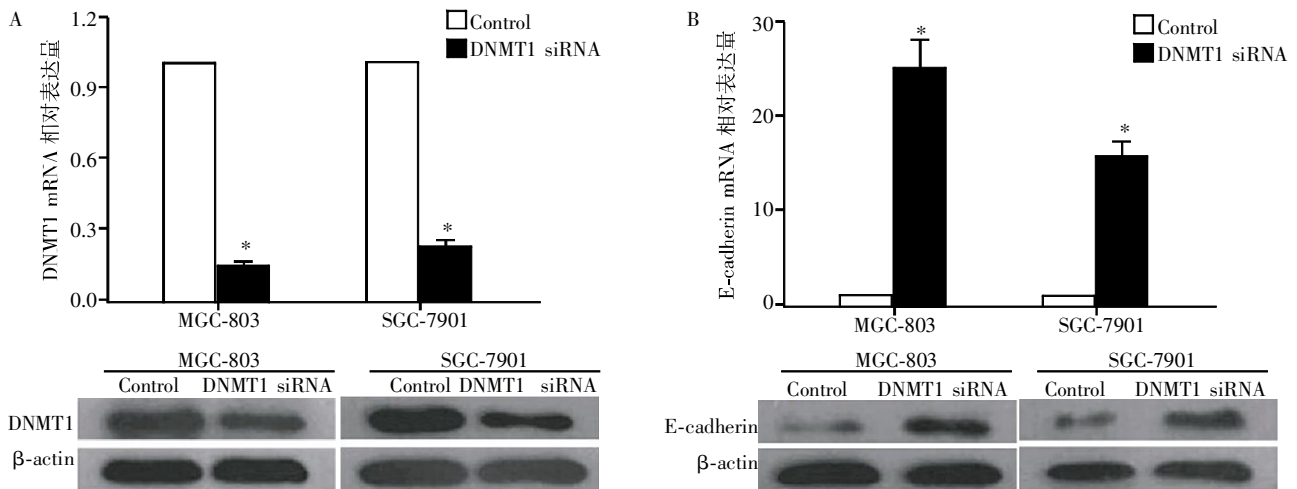 A
DNMT1 mRNA 相对表达量
1.2
0.9
0.6
0.3
0.0
Control
DNMT1 siRNA
*
*
MGC-803
SGC-7901
MGC-803
SGC-7901
Control
DNMT1 siRNA
Control
DNMT1 siRNA
DNMT1
β-actin
B
E-cadherin mRNA 相对表达量
30
20
10
0
Control
DNMT1 siRNA
*
*
MGC-803
SGC-7901
MGC-803
SGC-7901
Control
DNMT1 siRNA
Control
DNMT1 siRNA
E-cadherin
β-actin